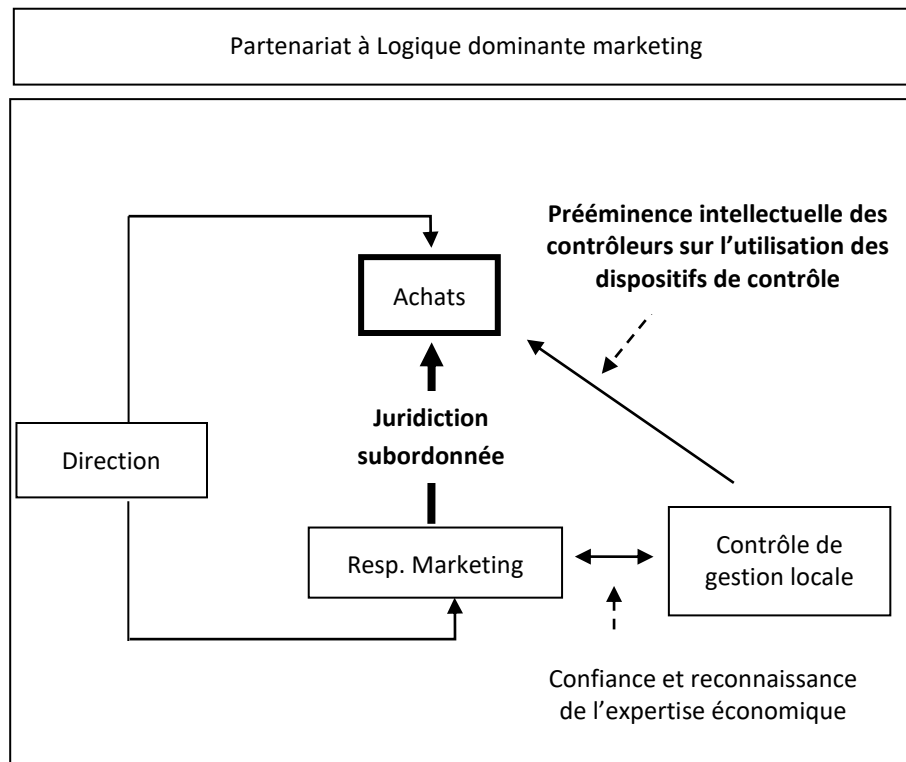 Partenariat à Logique dominante marketing
Prééminence intellectuelle des
contrôleurs sur l’utilisation des
dispositifs de contrôle
Achats
Juridiction
subordonnée
Direction
Resp. Marketing
Contrôle de
gestion locale
Confiance et reconnaissance
de l’expertise économique